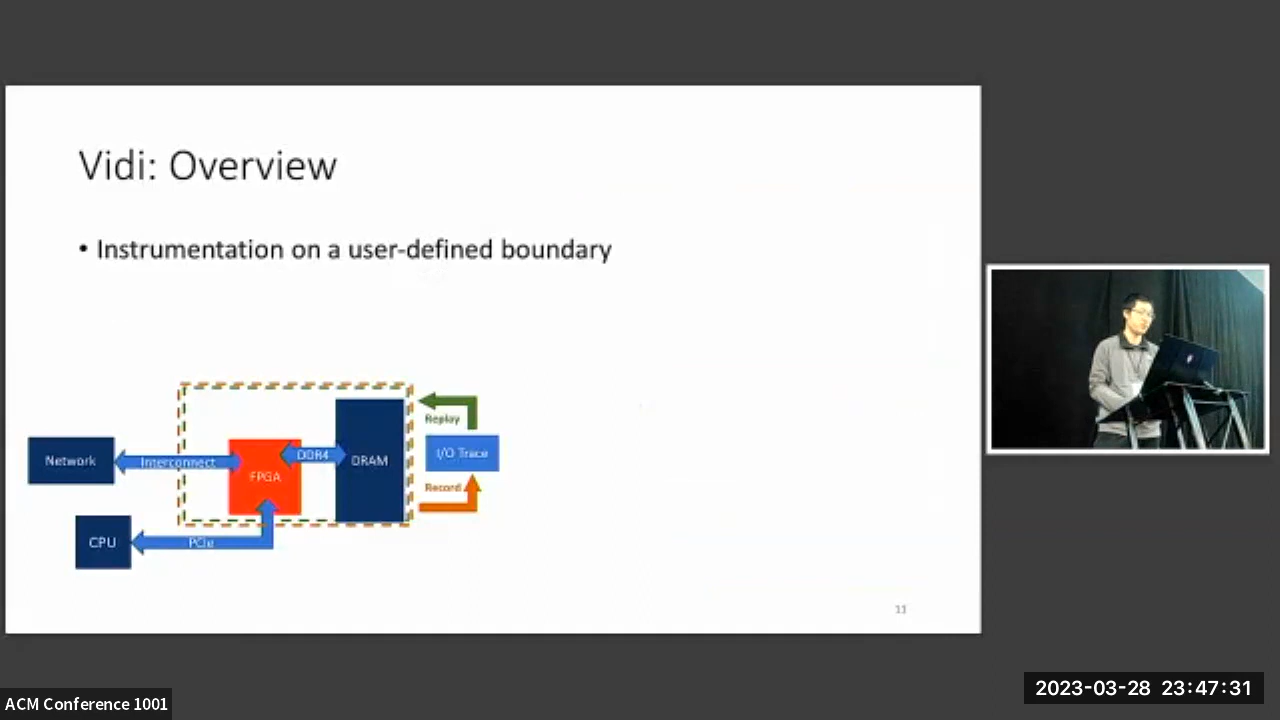 Vidi: Overview
• Instrumentation on a user-defined boundary
Replay
Network
Interconnect
FPGA
DDR4
DRAM
I/O Trace
Record
CPU
PCIe
11
ACM Conference 1001
2023-03-28 23:47:31